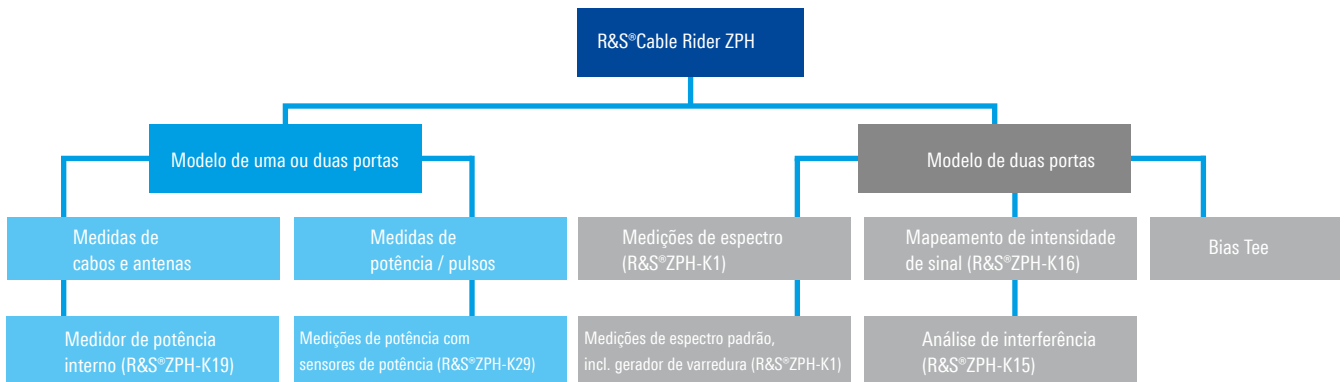 R&S®Cable Rider ZPH
Modelo de uma ou duas portas
Modelo de duas portas
Medidas de
cabos e antenas
Medidas de
potência / pulsos
Medições de espectro
(R&S®ZPH-K1)
Mapeamento de intensidade
de sinal (R&S®ZPH-K16)
Bias Tee
Medidor de potência
interno (R&S®ZPH-K19)
Medições de potência com
sensores de potência (R&S®ZPH-K29)
Medições de espectro padrão,
incl. gerador de varredura (R&S®ZPH-K1)
Análise de interferência
(R&S®ZPH-K15)